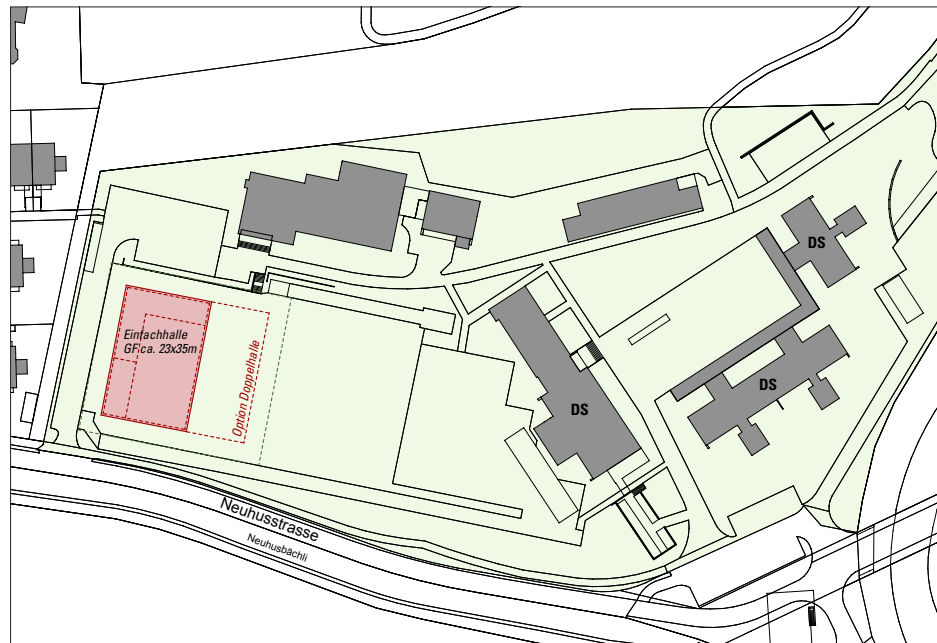 DS
DS
DS
Einfachhalle
GF ca. 23x35m
Option Doppelhalle
Neuhusstrasse
Neuhusbächli